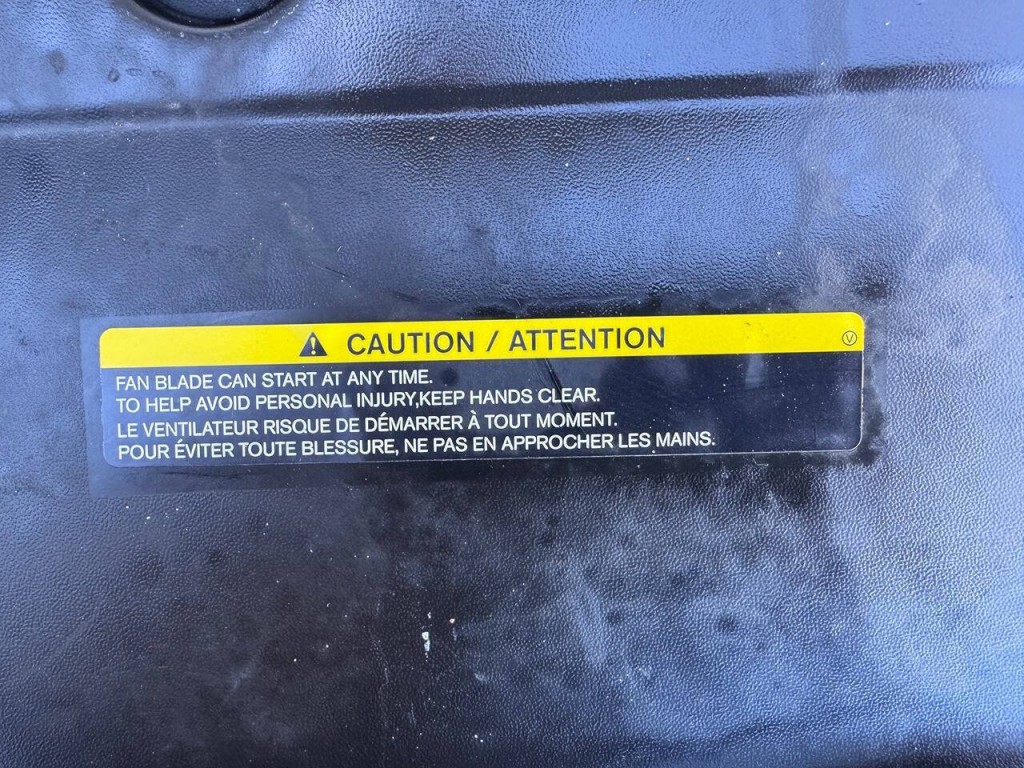 CAUTION / ATTENTION
V
FAN BLADE CAN START AT ANY TIME.
TO HELP AVOID PERSONAL INJURY,KEEP HANDS CLEAR.
LE VENTILATEUR RISQUE DE DÉMARRER À TOUT MOMENT.
POUR ÉVITER TOUTE BLESSURE, NE PAS EN APPROCHER LES MAINS.